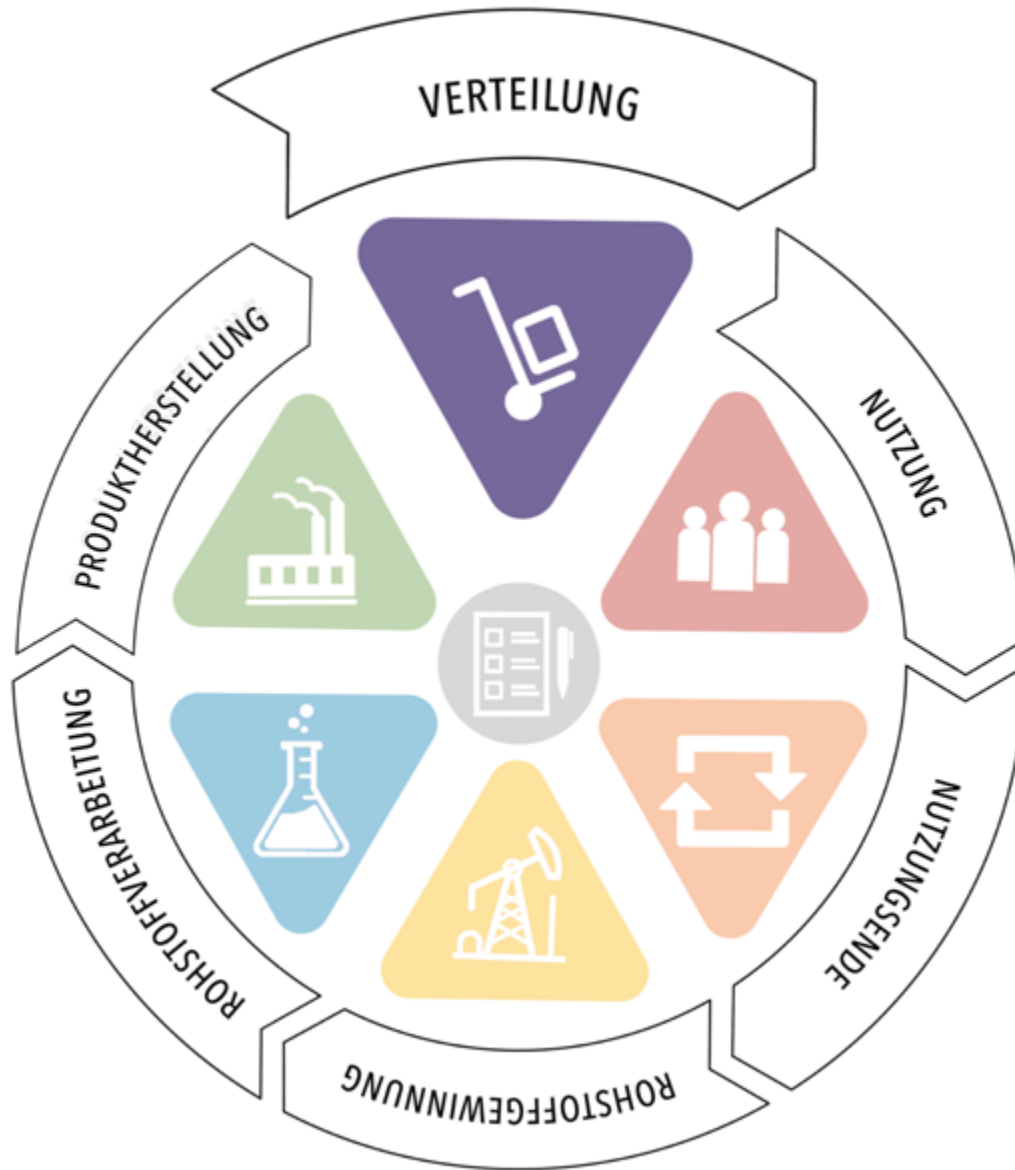 VERTEILUNG
NUTZUNG
NUTZUNGSENDE
ROHSTOFFGEWINNUNG
ROHSTOFFVERARBEITUNG
PRODUKTHERSTELLUNG